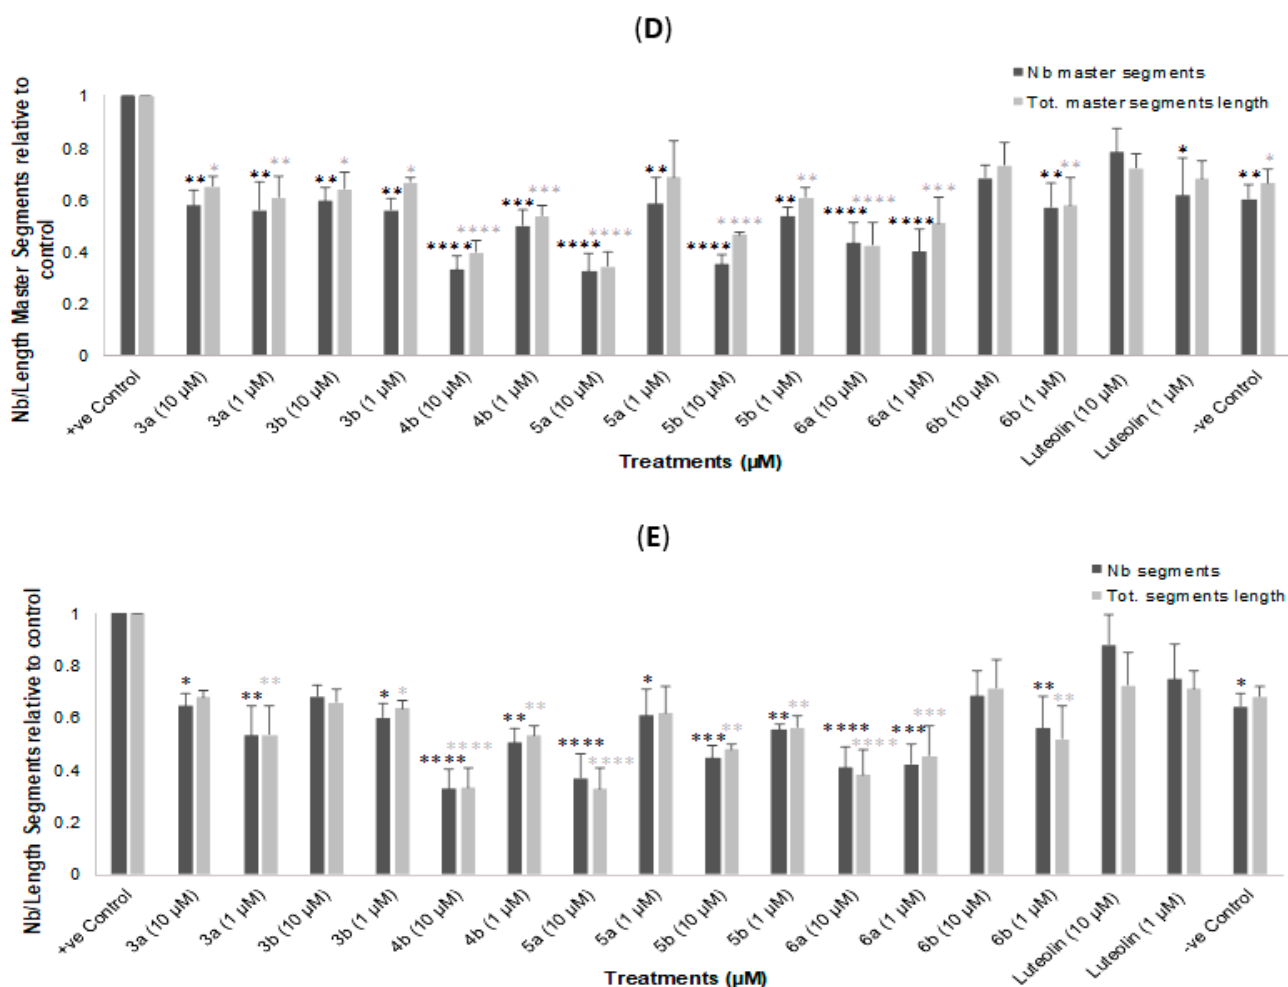 (D)
Nb/Length Master Segments relative to
control
Nb master segments
Tot. master segments length
1
0.8
0.6
0.4
0.2
0
** * ** ** ** * ** * **** **** *** *** **** **** ** **** **** ** ** **** **** **** *** ** ** * ** *
+ve Control
3a (10 µM)
3a (1 µM)
3b (10 µM)
3b (1 µM)
4b (10 µM)
4b (1 µM)
5a (10 µM)
5a (1 µM)
5b (10 µM)
5b (1 µM)
6a (10 µM)
6a (1 µM)
6b (10 µM)
6b (1 µM)
Luteolin (10 µM)
Luteolin (1 µM)
-ve Control
Treatments (µM)
(E)
Nb/Length Segments relative to control
Nb segments
Tot. segments length
1
0.8
0.6
0.4
0.2
0
* ** ** * * **** **** ** ** **** **** * *** ** ** ** **** **** *** *** ** ** *
+ve Control
3a (10 µM)
3a (1 µM)
3b (10 µM)
3b (1 µM)
4b (10 µM)
4b (1 µM)
5a (10 µM)
5a (1 µM)
5b (10 µM)
5b (1 µM)
6a (10 µM)
6a (1 µM)
6b (10 µM)
6b (1 µM)
Luteolin (10 µM)
Luteolin (1 µM)
-ve Control
Treatments (µM)